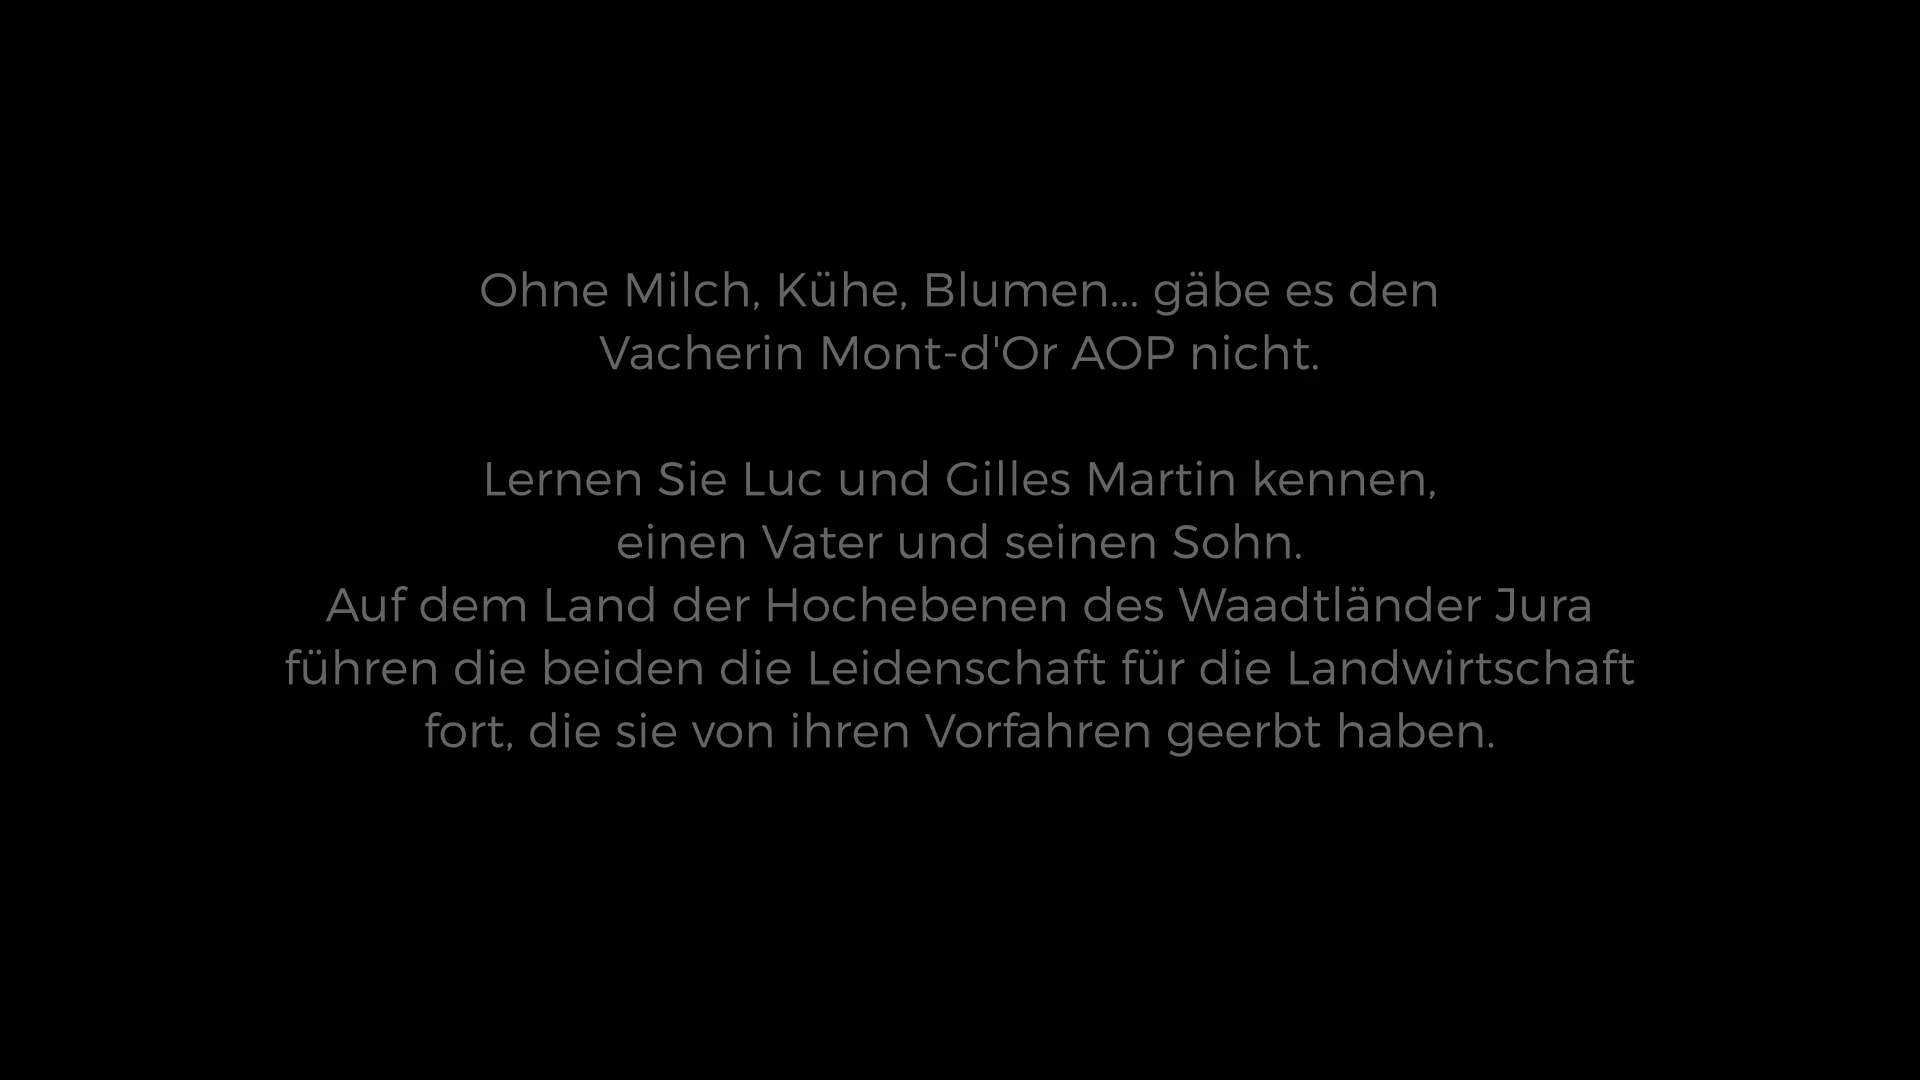 Ohne Milch, Kühe, Blumen... gäbe es den
Vacherin Mont-d'Or AOP nicht.
Lernen Sie Luc und Gilles Martin kennen,
einen Vater und seinen Sohn.
Auf dem Land der Hochebenen des Waadtländer Jura
führen die beiden die Leidenschaft für die Landwirtschaft
fort, die sie von ihren Vorfahren geerbt haben.